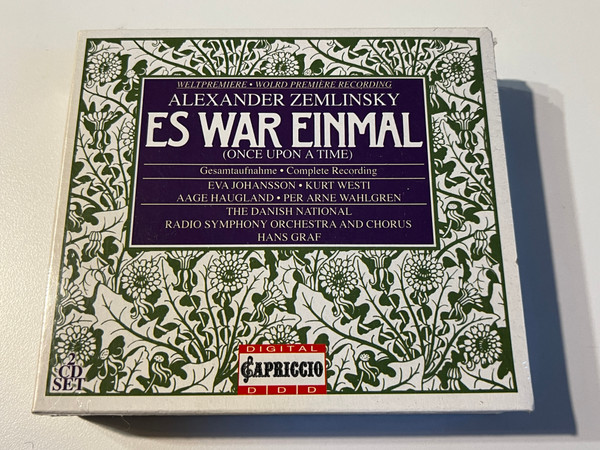 WELTPREMIERE • WOLRD PREMIÈRE RECORDING
ALEXANDER ZEMLINSKY
ES WAR EINMAL
(ONCE UPON A TIME)
Gesamtaufnahme • Complete Recording
EVA JOHANSSON • KURT WESTI
AAGE HAUGLAND • PER ARNE WAHLGREN
THE DANISH NATIONAL
RADIO SYMPHONY ORCHESTRA AND CHORUS
HANS GRAF
2
CD
SET
DIGITAL
CAPRICCIO
DDD